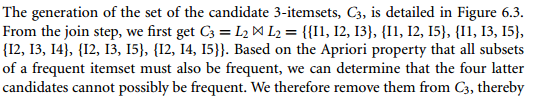 The generation of the set of the candidate 3-itemsets, C3, is detailed in Figure 6.3.
From the join step, we first get C3 = L2 ⋈ L2 = {{I1, I2, I3}, {I1, I2, I5}, {I1, I3, I5},
{I2, I3, I4}, {I2, I3, I5}, {I2, I4, I5}}. Based on the Apriori property that all subsets
of a frequent itemset must also be frequent, we can determine that the four latter
candidates cannot possibly be frequent. We therefore remove them from C3, thereby